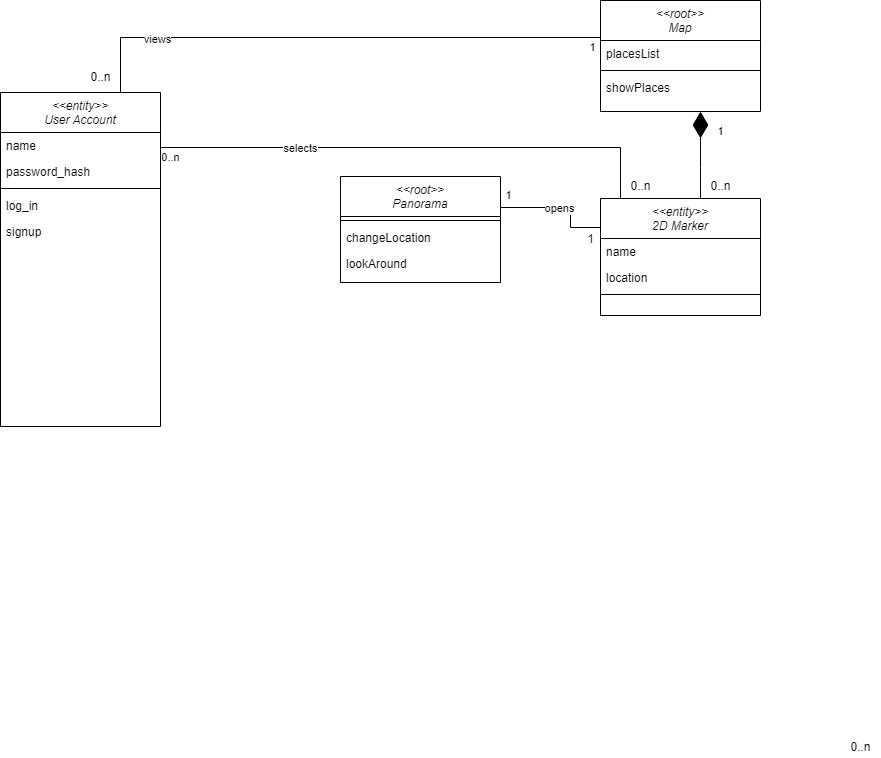 <<root>>
Map
views
1
placesList
0..n
showPlaces
<<entity>>
User Account
1
name
selects
0..n
password_hash
<<root>>
Panorama
1
0..n
0..n
log_in
opens
<<entity>>
2D Marker
signup
changeLocation
1
name
lookAround
location
0..n